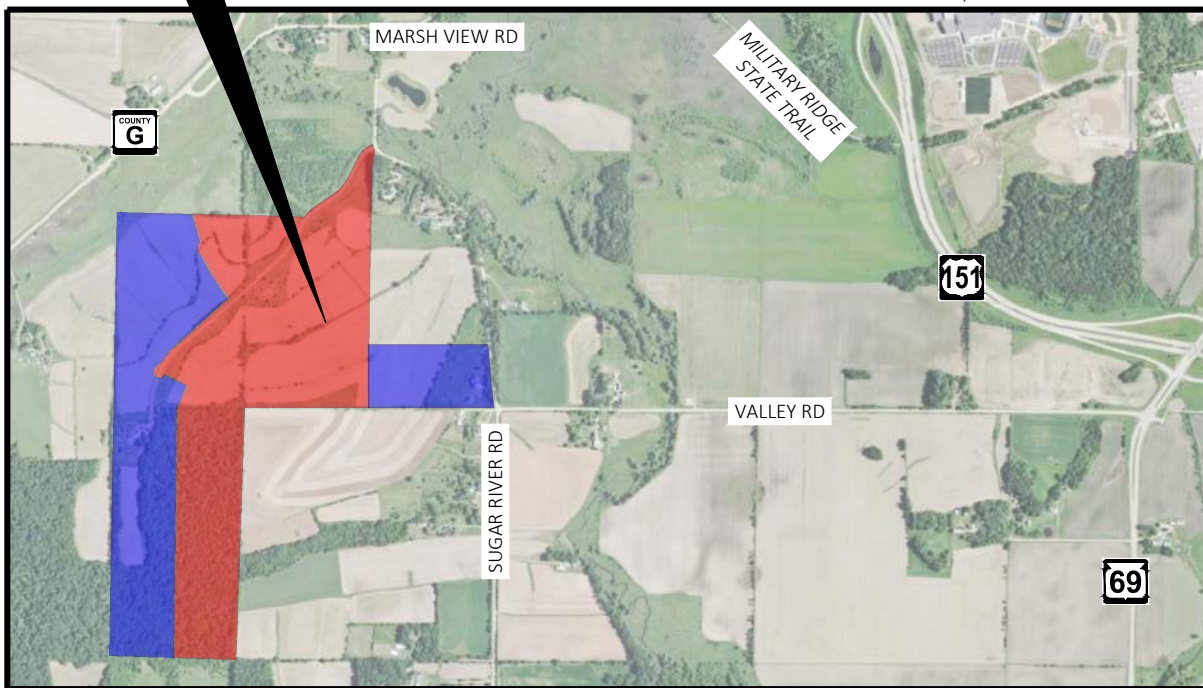 MARSH VIEW RD
MILITARY RIDGE
STATE TRAIL
COUNTY
G
151
VALLEY RD
SUGAR RIVER RD
69